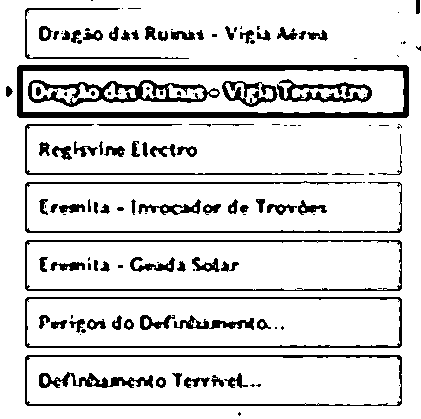 Dragão das Ruínas - Vigia Aérea
Dragão das Ruínas - Vigia Terrestre
Regisvine Electro
Eremita - Invocador de Trovões
Eremita - Geada Solar
Perigos do Definhamento...
Definhamento Terrível...